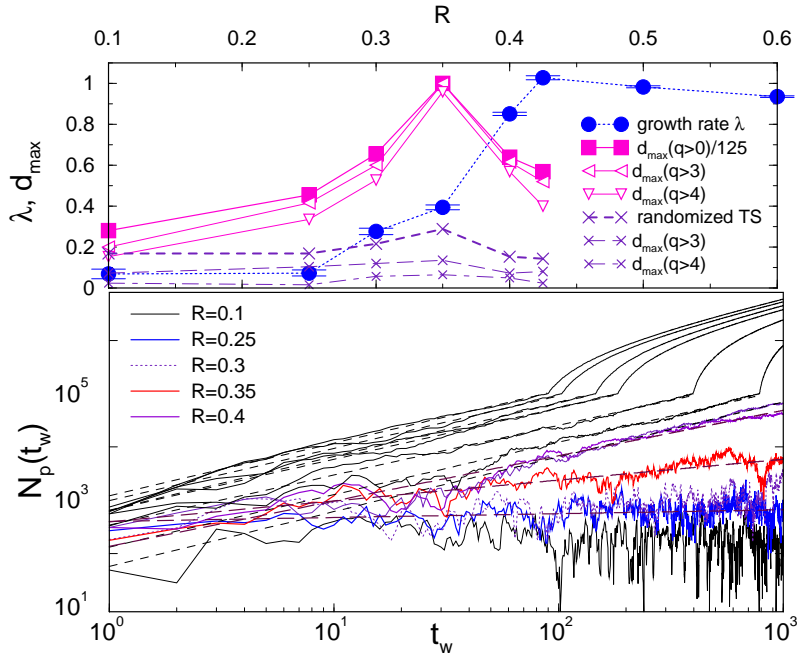 R
0.1 0.2 0.3 0.4 0.5 0.6
λ, d_max
1
0.8
0.6
0.4
0.2
0
growth rate λ
d_max(q>0)/125
d_max(q>3)
d_max(q>4)
randomized TS
d_max(q>3)
d_max(q>4)
N_p(t_w)
10^5
10^3
10^1
R=0.1
R=0.25
R=0.3
R=0.35
R=0.4
10^0 10^1 10^2 10^3
t_w